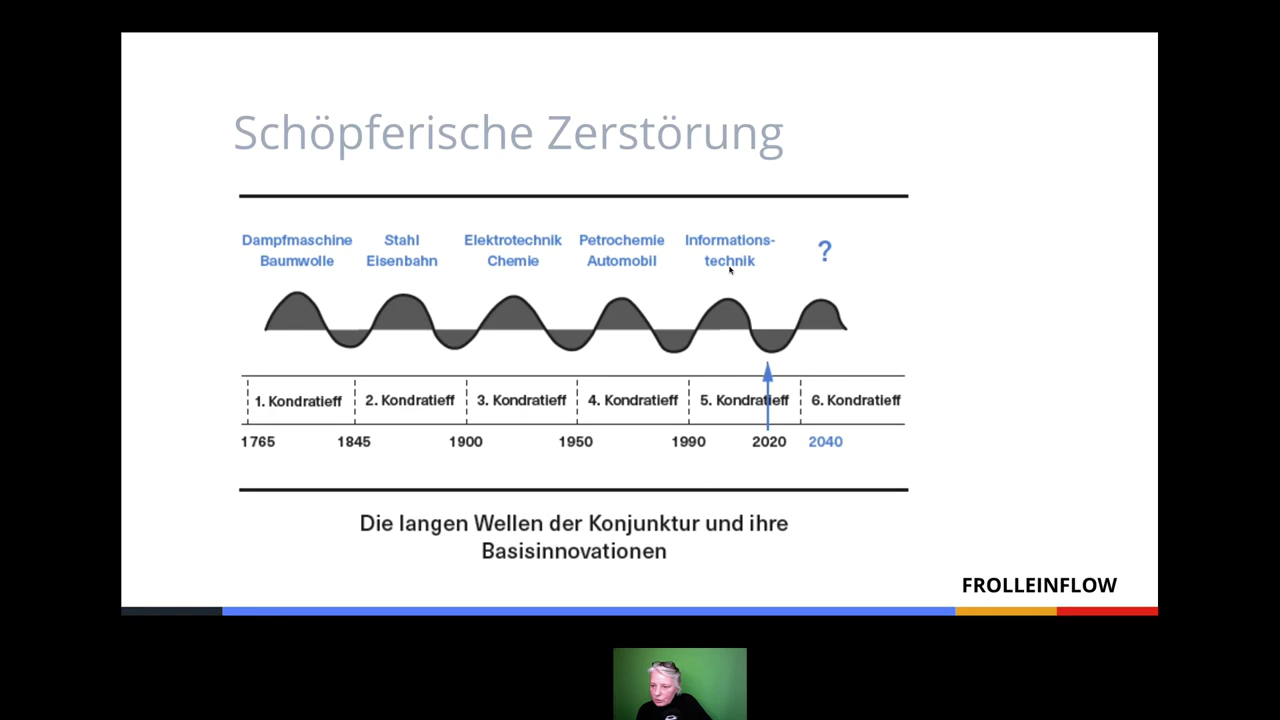 Schöpferische Zerstörung
Dampfmaschine Stahl Elektrotechnik Petrochemie Informations- ?
Baumwolle Eisenbahn Chemie Automobil technik
1. Kondratieff 2. Kondratieff 3. Kondratieff 4. Kondratieff 5. Kondratieff 6. Kondratieff
1765 1845 1900 1950 1990 2020 2040
Die langen Wellen der Konjunktur und ihre
Basisinnovationen
FROLLEINFLOW